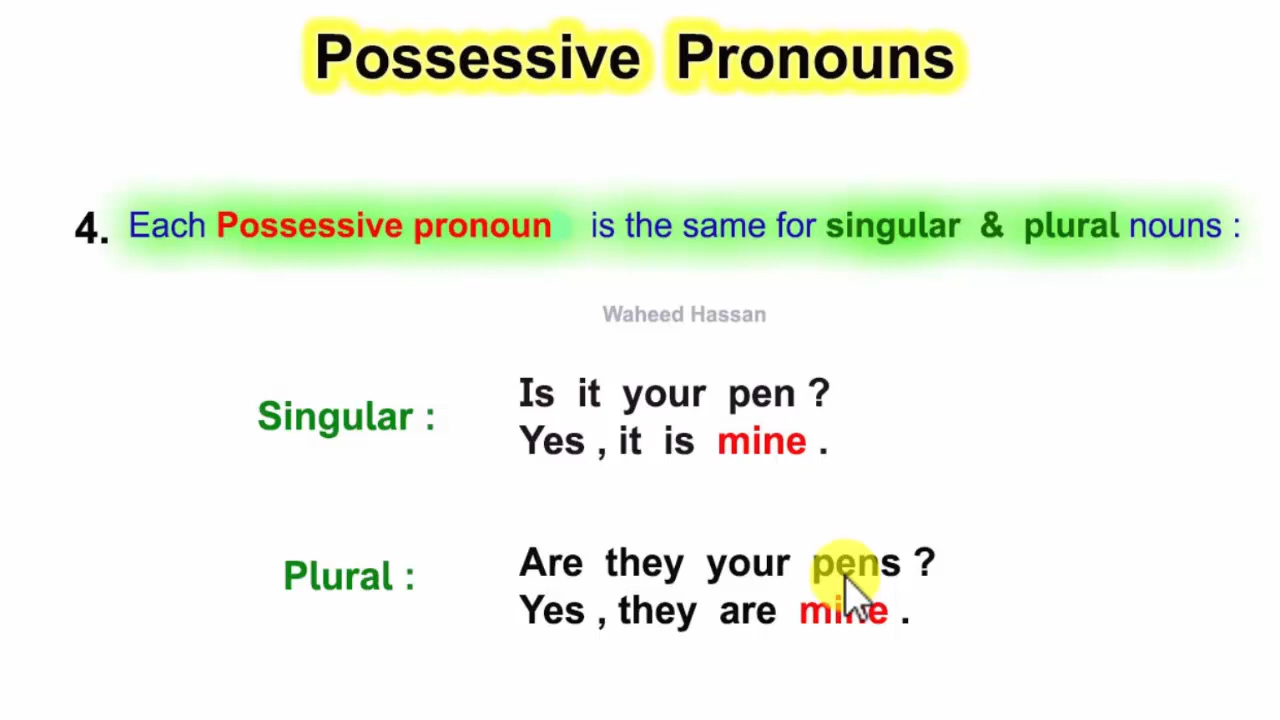 Possessive Pronouns
4. Each Possessive pronoun is the same for singular & plural nouns :
Waheed Hassan
Singular :
Is it your pen ?
Yes , it is mine .
Plural :
Are they your pens ?
Yes , they are mine .